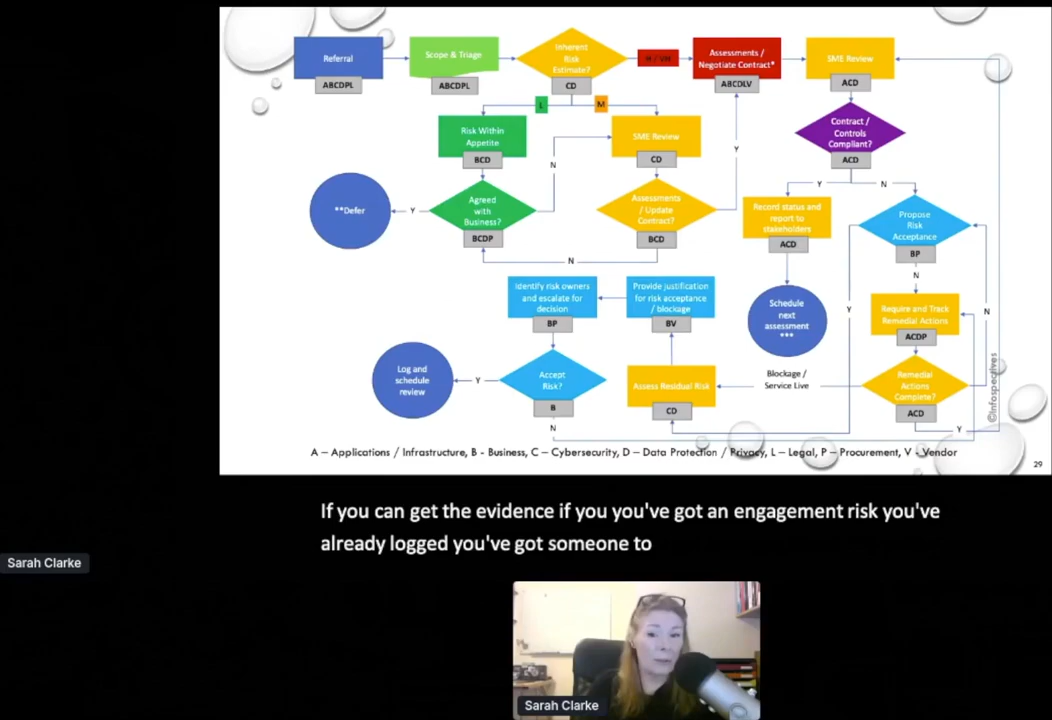 Referral
ABCDPL
Scope & Triage
ABCDPL
Inherent
Risk
Estimate?
CD
H / VH
Assessments /
Negotiate Contract*
ABCDLV
SME Review
ACD
L
M
Risk Within
Appetite
BCD
N
SME Review
CD
Y
Contract /
Controls
Compliant?
ACD
Y
N
**Defer
Y
Agreed
with
Business?
BCDP
Assessments
/ Update
Contract?
BCD
N
Record status and
report to
stakeholders
ACD
Propose
Risk
Acceptance
BP
N
Identify risk owners
and escalate for
decision
BP
Provide justification
for risk acceptance
/ blockage
BV
Schedule
next
assessment
***
Y
Require and Track
Remedial Actions
ACDP
N
Log and
schedule
review
Y
Accept
Risk?
B
N
Assess Residual Risk
CD
Blockage /
Service Live
Remedial
Actions
Complete?
ACD
Y
©Infospectives
A – Applications / Infrastructure, B - Business, C – Cybersecurity, D – Data Protection / Privacy, L – Legal, P – Procurement, V - Vendor
29
If you can get the evidence if you you've got an engagement risk you've
already logged you've got someone to
Sarah Clarke
Sarah Clarke